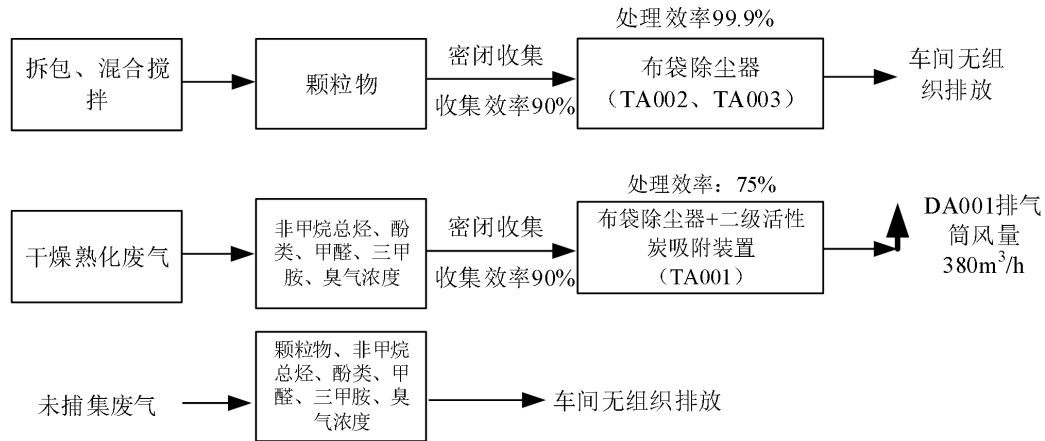 处理效率99.9%
拆包、混合搅
拌
颗粒物
密闭收集
收集效率90%
布袋除尘器
（TA002、TA003）
车间无组
织排放
处理效率：75%
干燥熟化废气
非甲烷总烃、酚
类、甲醛、三甲
胺、臭气浓度
密闭收集
收集效率90%
布袋除尘器+二级活性
炭吸附装置
（TA001）
DA001排气
筒风量
380m³/h
未捕集废气
颗粒物、非甲烷
总烃、酚类、甲
醛、三甲胺、臭
气浓度
车间无组织排放